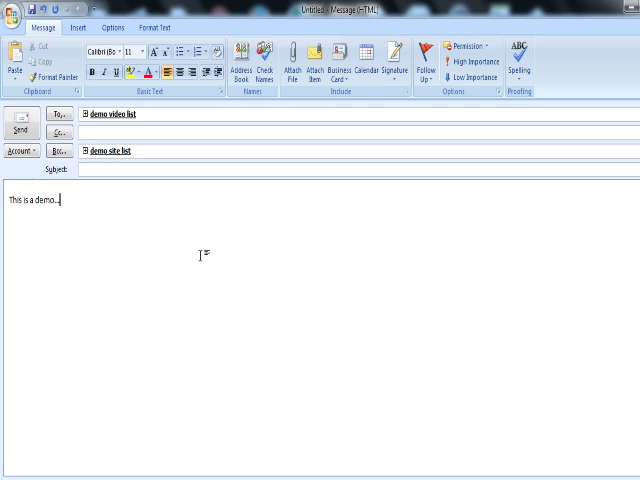 Untitled - Message (HTML)
Message Insert Options Format Text
Paste
Cut
Copy
Format Painter
Clipboard
Calibri (Bo 11
B I U
Basic Text
Address Book
Check Names
Names
Attach File
Attach Item
Business Card
Calendar
Signature
Include
Follow Up
Permission
High Importance
Low Importance
Options
ABC
Spelling
Proofing
Send
Account
To...
demo video list
Cc...
Bcc...
demo site list
Subject:
This is a demo...